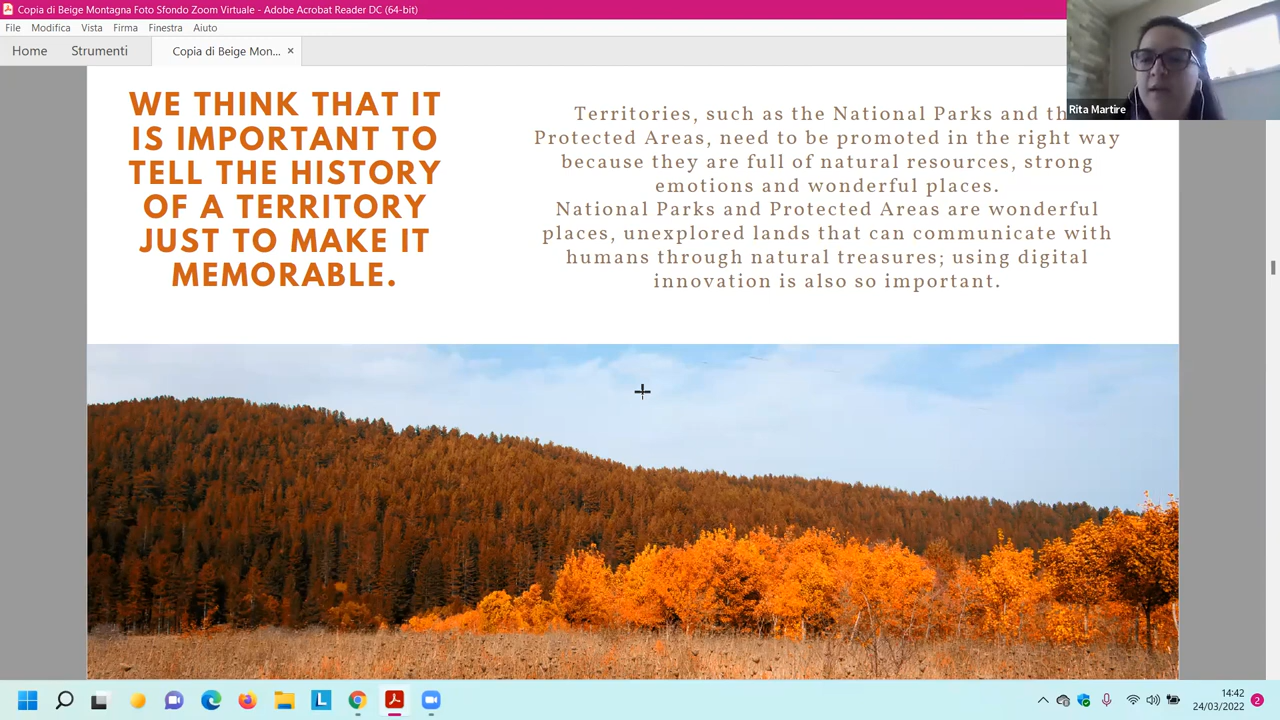 Copia di Beige Montagna Foto Sfondo Zoom Virtuale - Adobe Acrobat Reader DC (64-bit)
File Modifica Vista Firma Finestra Aiuto
Home Strumenti Copia di Beige Mon... ×
Rita Martire
WE THINK THAT IT
IS IMPORTANT TO
TELL THE HISTORY
OF A TERRITORY
JUST TO MAKE IT
MEMORABLE.
Territories, such as the National Parks and th
Protected Areas, need to be promoted in the right way
because they are full of natural resources, strong
emotions and wonderful places.
National Parks and Protected Areas are wonderful
places, unexplored lands that can communicate with
humans through natural treasures; using digital
innovation is also so important.
L
14:42
24/03/2022
2